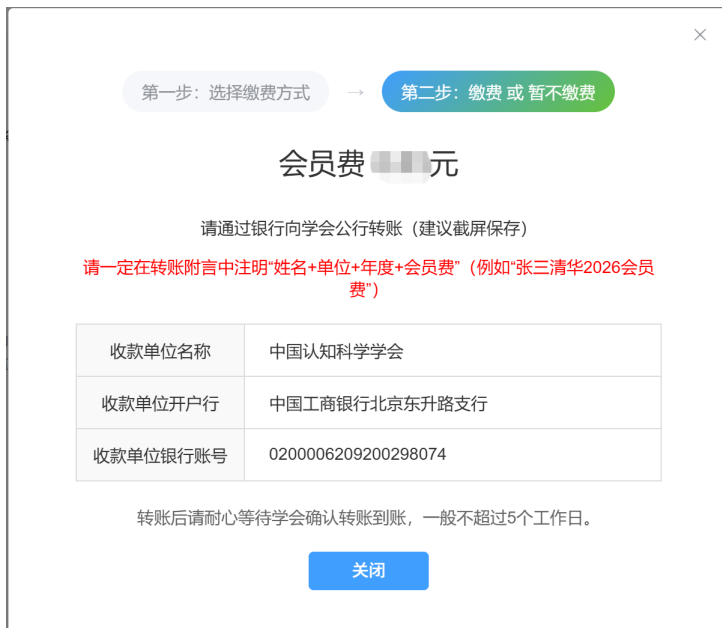 第一步：选择缴费方式 → 第二步：缴费 或 暂不缴费
会员费 元
请通过银行向学会公行转账（建议截屏保存）
请一定在转账附言中注明“姓名+单位+年度+会员费”（例如“张三清华2026会员
费”）
收款单位名称 中国认知科学学会
收款单位开户行 中国工商银行北京东升路支行
收款单位银行账号 0200006209200298074
转账后请耐心等待学会确认转账到账，一般不超过5个工作日。
关闭